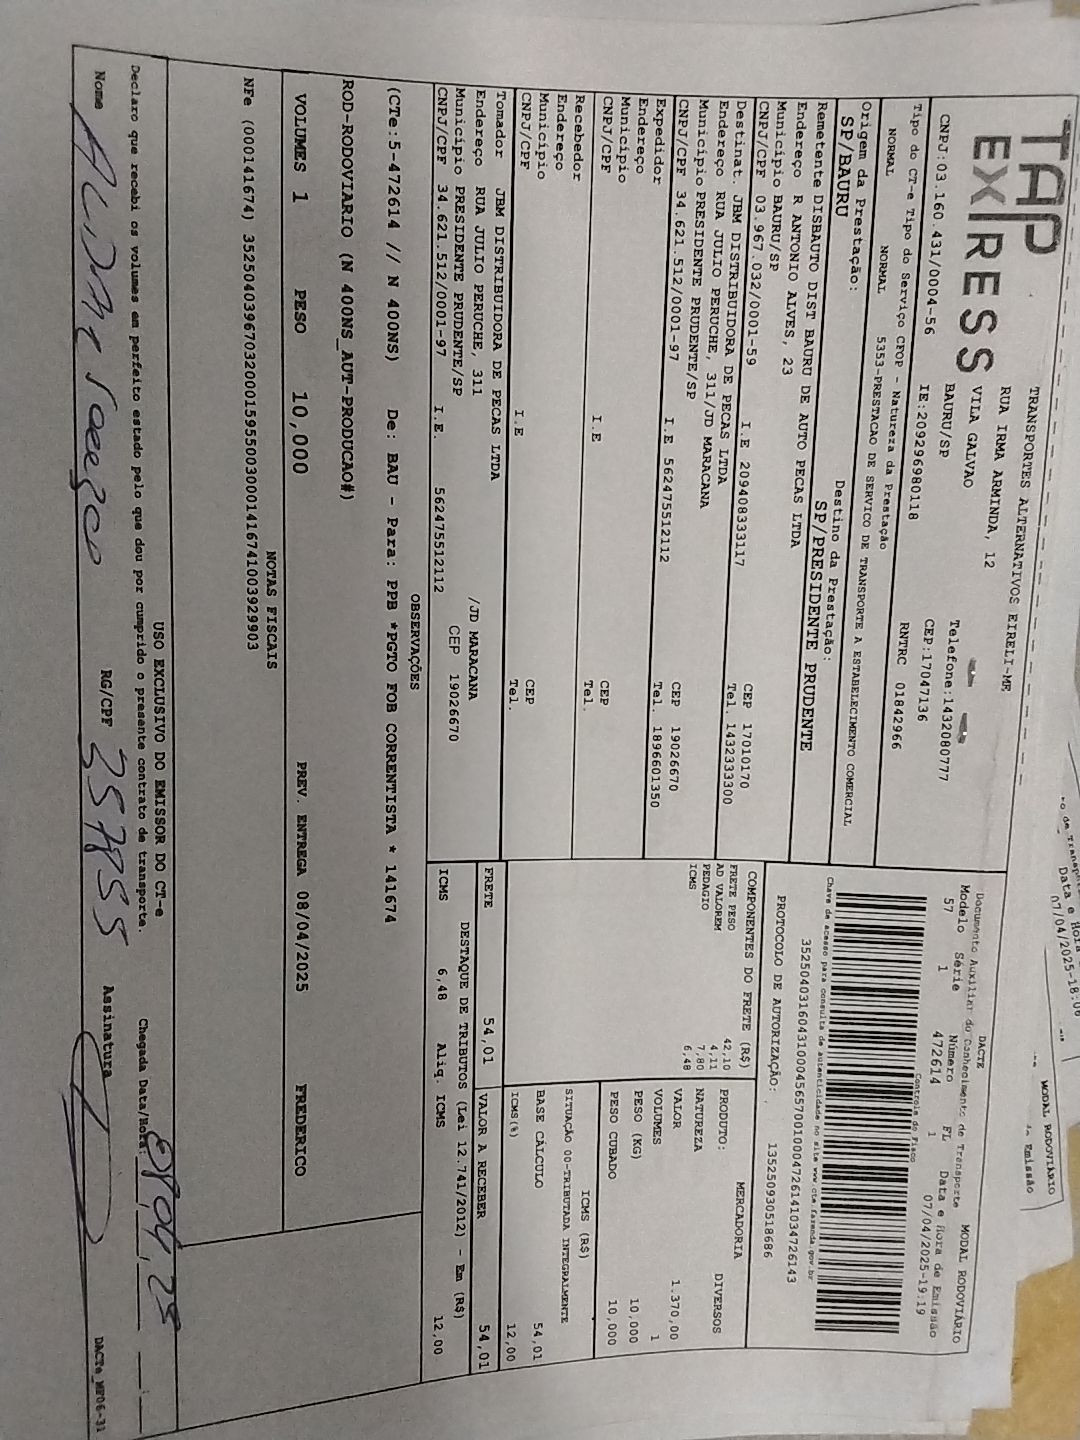 TAP
EXPRESS
TRANSPORTES ALTERNATIVOS EIRELI-ME
RUA IRMA ARMINDA, 12
VILA GALVAO
BAURU/SP
Telefone:1432080777
CEP:17047136
CNPJ:03.160.431/0004-56 IE:209296980118 RNTRC 01842966
Tipo do CT-e Tipo do Serviço CFOP - Natureza da Prestação
NORMAL NORMAL 5353-PRESTACAO DE SERVICO DE TRANSPORTE A ESTABELECIMENTO COMERCIAL
Origem da Prestação: Destino da Prestação:
SP/BAURU SP/PRESIDENTE PRUDENTE
Remetente DISBAUTO DIST BAURU DE AUTO PECAS LTDA
Endereço R ANTONIO ALVES, 23
Município BAURU/SP CEP 17010170
CNPJ/CPF 03.967.032/0001-59 I.E 209408333117 Tel. 1432333300
Destinat. JBM DISTRIBUIDORA DE PECAS LTDA
Endereço RUA JULIO PERUCHE, 311/JD MARACANA
Município PRESIDENTE PRUDENTE/SP CEP 19026670
CNPJ/CPF 34.621.512/0001-97 I.E 562475512112 Tel. 1896601350
Expedidor
Endereço
Município CEP
CNPJ/CPF I.E Tel.
Recebedor
Endereço
Município CEP
CNPJ/CPF I.E Tel.
Tomador JBM DISTRIBUIDORA DE PECAS LTDA
Endereço RUA JULIO PERUCHE, 311 /JD MARACANA
Município PRESIDENTE PRUDENTE/SP CEP 19026670
CNPJ/CPF 34.621.512/0001-97 I.E. 562475512112
DACTE
Documento Auxiliar do Conhecimento de Transporte MODAL RODOVIÁRIO
Modelo Série Número FL Data e Hora de Emissão
57 1 472614 1 07/04/2025-19:19
Controle do Fisco
Chave de acesso para consulta de autenticidade no site www.cte.fazenda.gov.br
35250403160431000456570010004726141034726143
PROTOCOLO DE AUTORIZAÇÃO: 135250930518686
COMPONENTES DO FRETE (R$)
FRETE PESO 42,10
AD VALOREM 4,11
PEDAGIO 7,80
ICMS 6,48
MERCADORIA
PRODUTO: DIVERSOS
NATUREZA
VALOR 1.370,00
VOLUMES 1
PESO (KG) 10,000
PESO CUBADO 10,000
ICMS (R$)
SITUAÇÃO 00-TRIBUTADA INTEGRALMENTE
BASE CÁLCULO 54,01
ICMS(%) 12,00
FRETE 54,01 VALOR A RECEBER 54,01
DESTAQUE DE TRIBUTOS (Lei 12.741/2012) - Em (R$)
ICMS 6,48 Aliq. ICMS 12,00
OBSERVAÇÕES
(CTe:5-472614 // N 400NS) De: BAU - Para: PPB *PGTO FOB CORRENTISTA * 141674
ROD-RODOVIARIO (N 400NS_AUT-PRODUCAO#)
VOLUMES 1 PESO 10,000 PREV. ENTREGA 08/04/2025 FREDERICO
NOTAS FISCAIS
NFe (000141674) 35250403967032000159550030001416741003929903
USO EXCLUSIVO DO EMISSOR DO CT-e
Declaro que recebi os volumes em perfeito estado pelo que dou por cumprido o presente contrato de transporte. Chegada Data/Hora:
Nome RG/CPF Assinatura
DACTe_MF06-31
MODAL RODOVIÁRIO
Data e Hora
07/04/2025-18:06